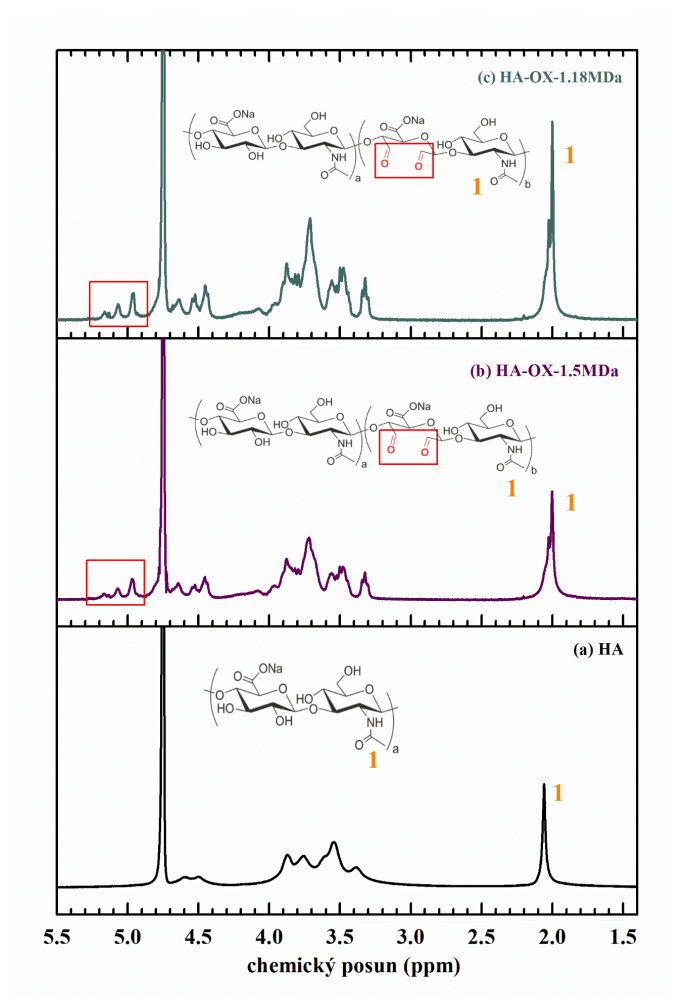 (c) HA-OX-1.18MDa
ONa
O
OH
O
O
HO
O
O
HO
OH
NH
O
a
ONa
O
OH
O
O
HO
O
O
O
O
NH
O
b
1
1
(b) HA-OX-1.5MDa
ONa
O
OH
O
O
HO
O
O
HO
OH
NH
O
a
ONa
O
OH
O
O
HO
O
O
O
O
NH
O
b
1
1
(a) HA
ONa
O
OH
O
O
HO
O
O
HO
OH
NH
O
a
1
1
5.5 5.0 4.5 4.0 3.5 3.0 2.5 2.0 1.5
chemický posun (ppm)